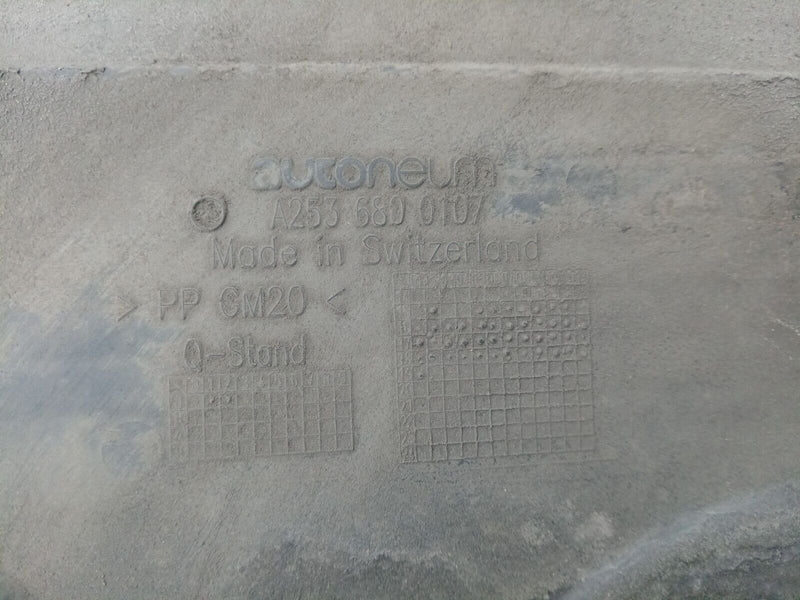 autoneum
A253 680 0107
Made in Switzerland
> PP GM20 <
Q-Stand